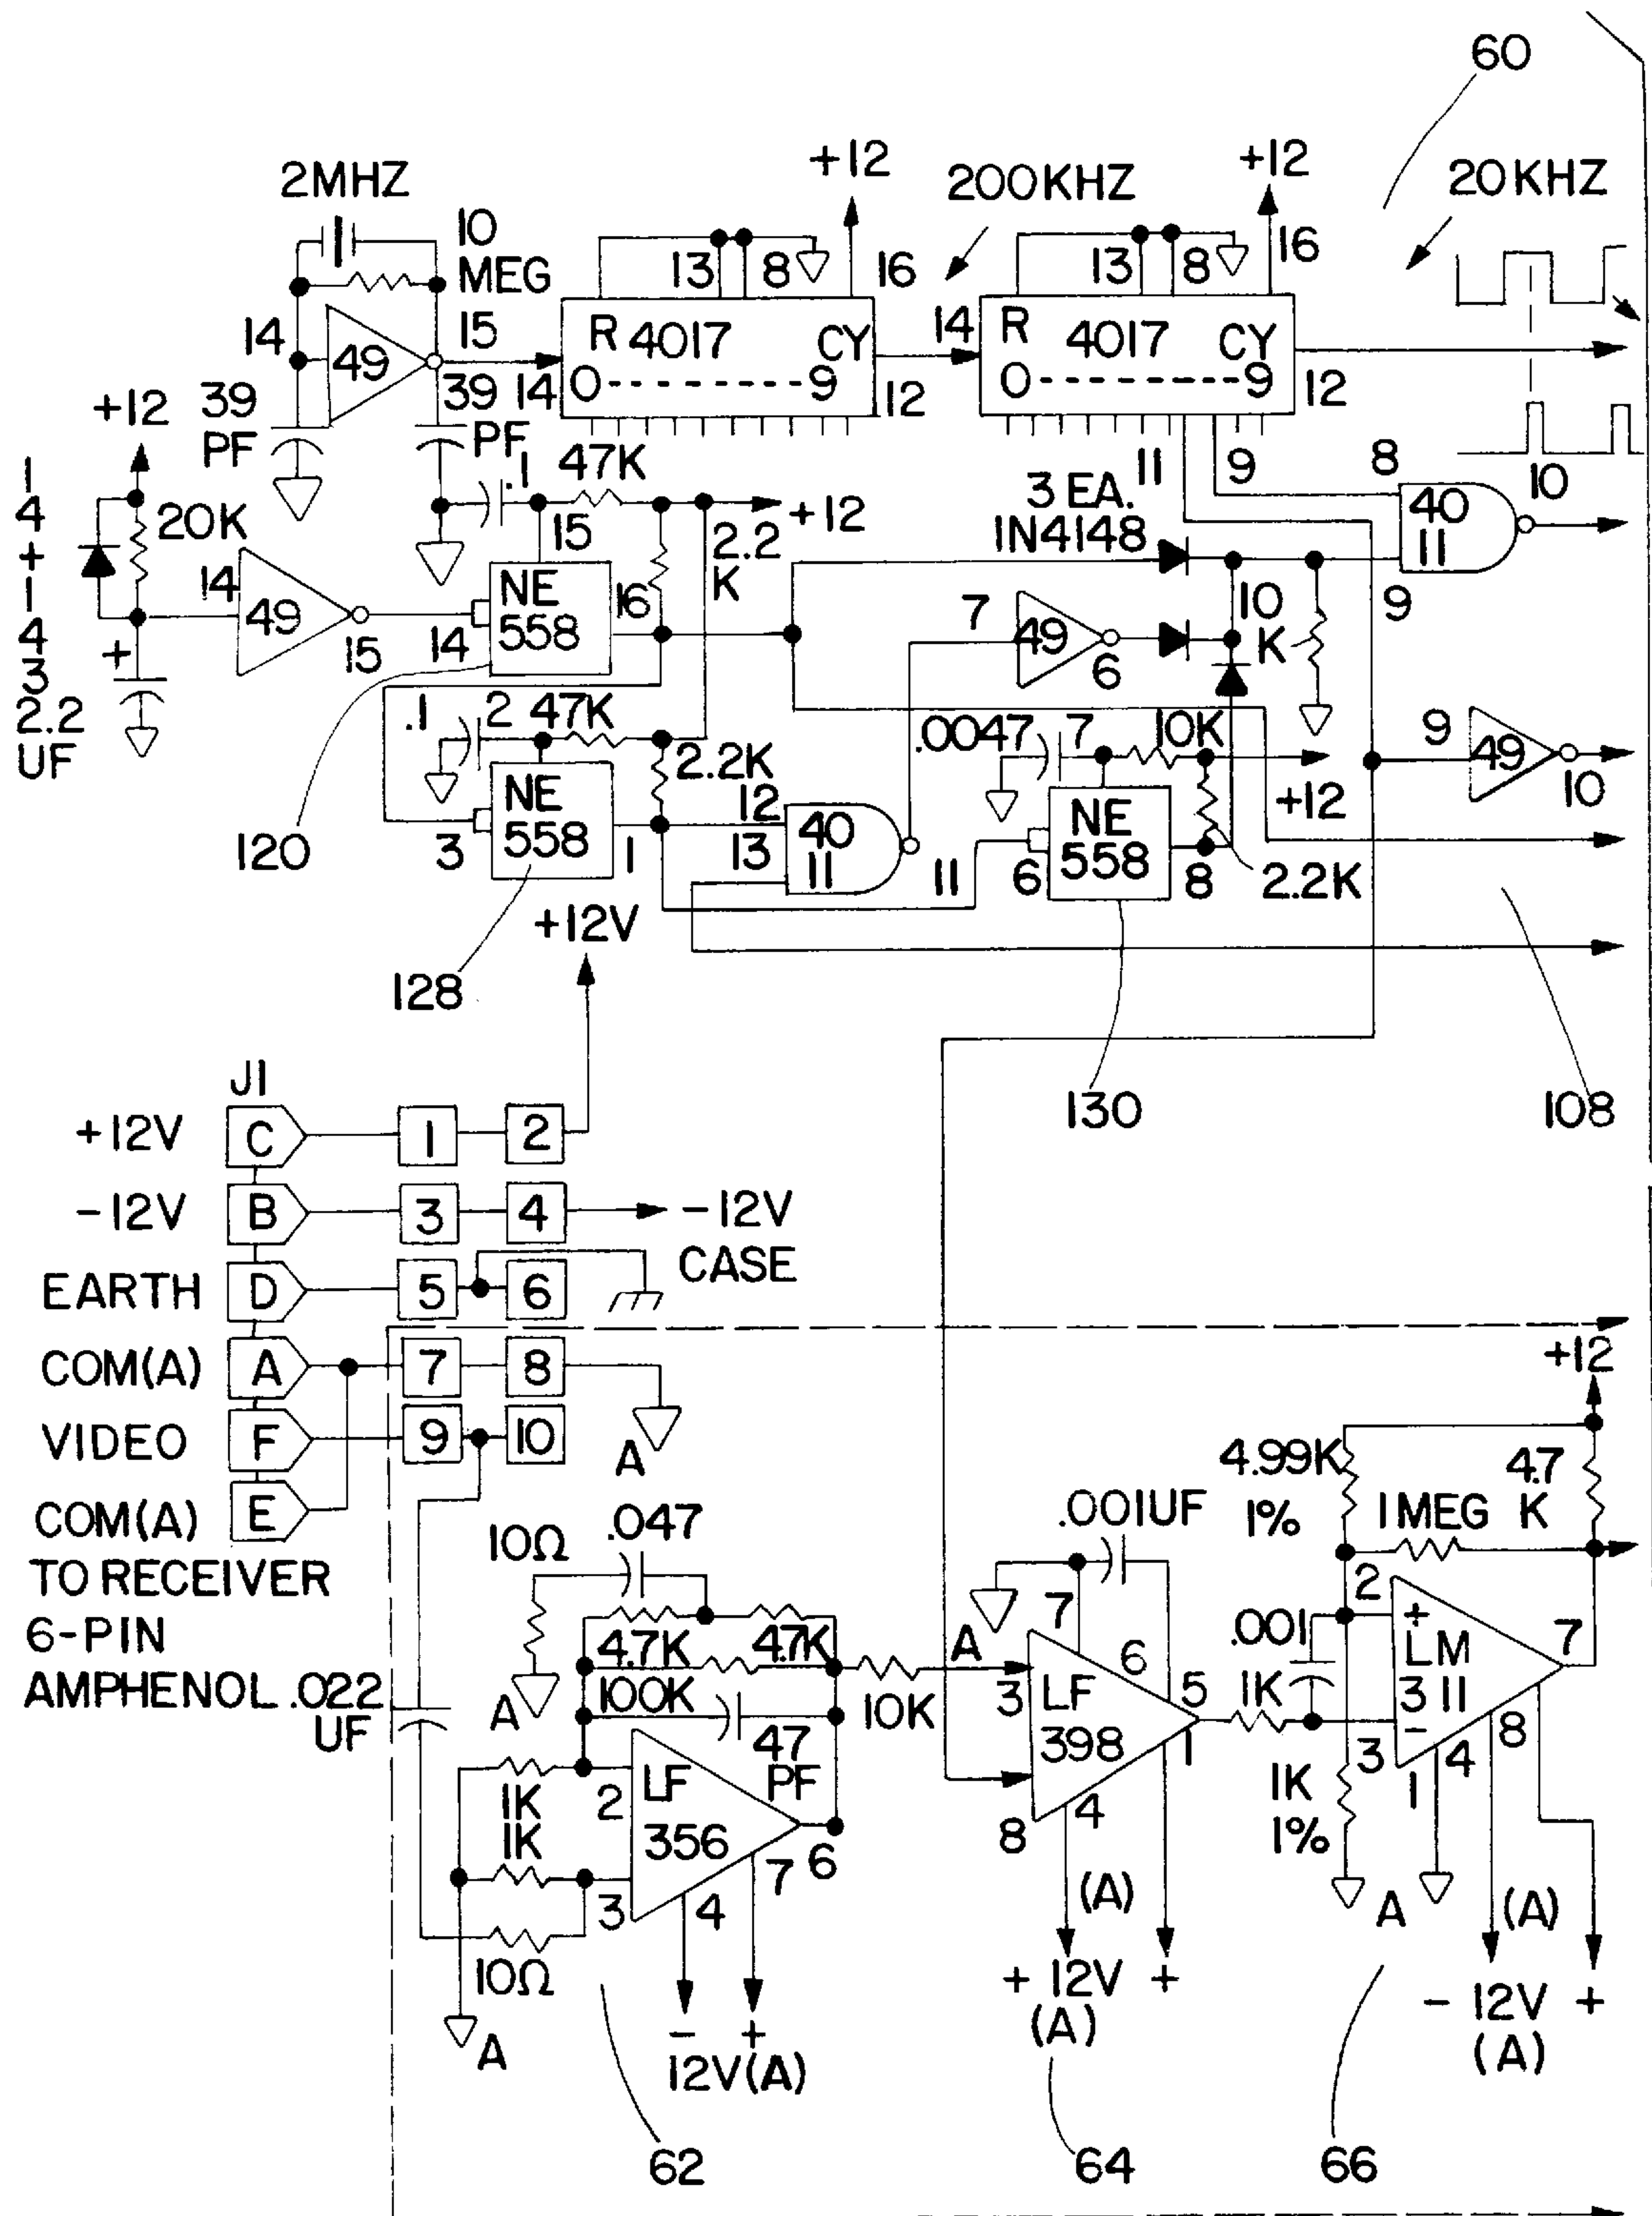 60
2MHZ
10
MEG
+12
200KHZ
+12
20KHZ
13
8
16
13
8
16
14
49
15
14
R 4017 CY
O---------9
12
14
R 4017 CY
O---------9
12
39
PF
39
PF
+12
20K
1
4
+
1
4
3
2.2
UF
+
14
49
15
.1
47K
15
+12
2.2
K
14
NE
558
16
11
9
3 EA.
1N4148
8
9
40
11
10
7
49
6
10
K
.1
2
47K
2.2K
3
NE
558
1
120
128
12
13
40
11
11
.0047
7
10K
+12
6
NE
558
8
2.2K
9
49
10
130
108
+12V
J1
+12V
C
1
2
-12V
B
3
4
-12V
EARTH
D
5
6
CASE
COM(A)
A
7
8
A
VIDEO
F
9
10
COM(A)
E
TO RECEIVER
6-PIN
AMPHENOL
.022
UF
10Ω
.047
A
4.7K
4.7K
100K
47
PF
10K
1K
1K
2
LF
356
3
4
7
6
10Ω
A
-
+
12V(A)
62
.001UF
A
7
6
3
LF
398
5
8
4
1
(A)
+ 12V +
(A)
64
+12
4.99K
1%
4.7
K
1 MEG
2
.001
1K
+
LM
311
-
7
3
1
4
8
1K
1%
A
(A)
- 12V +
(A)
66